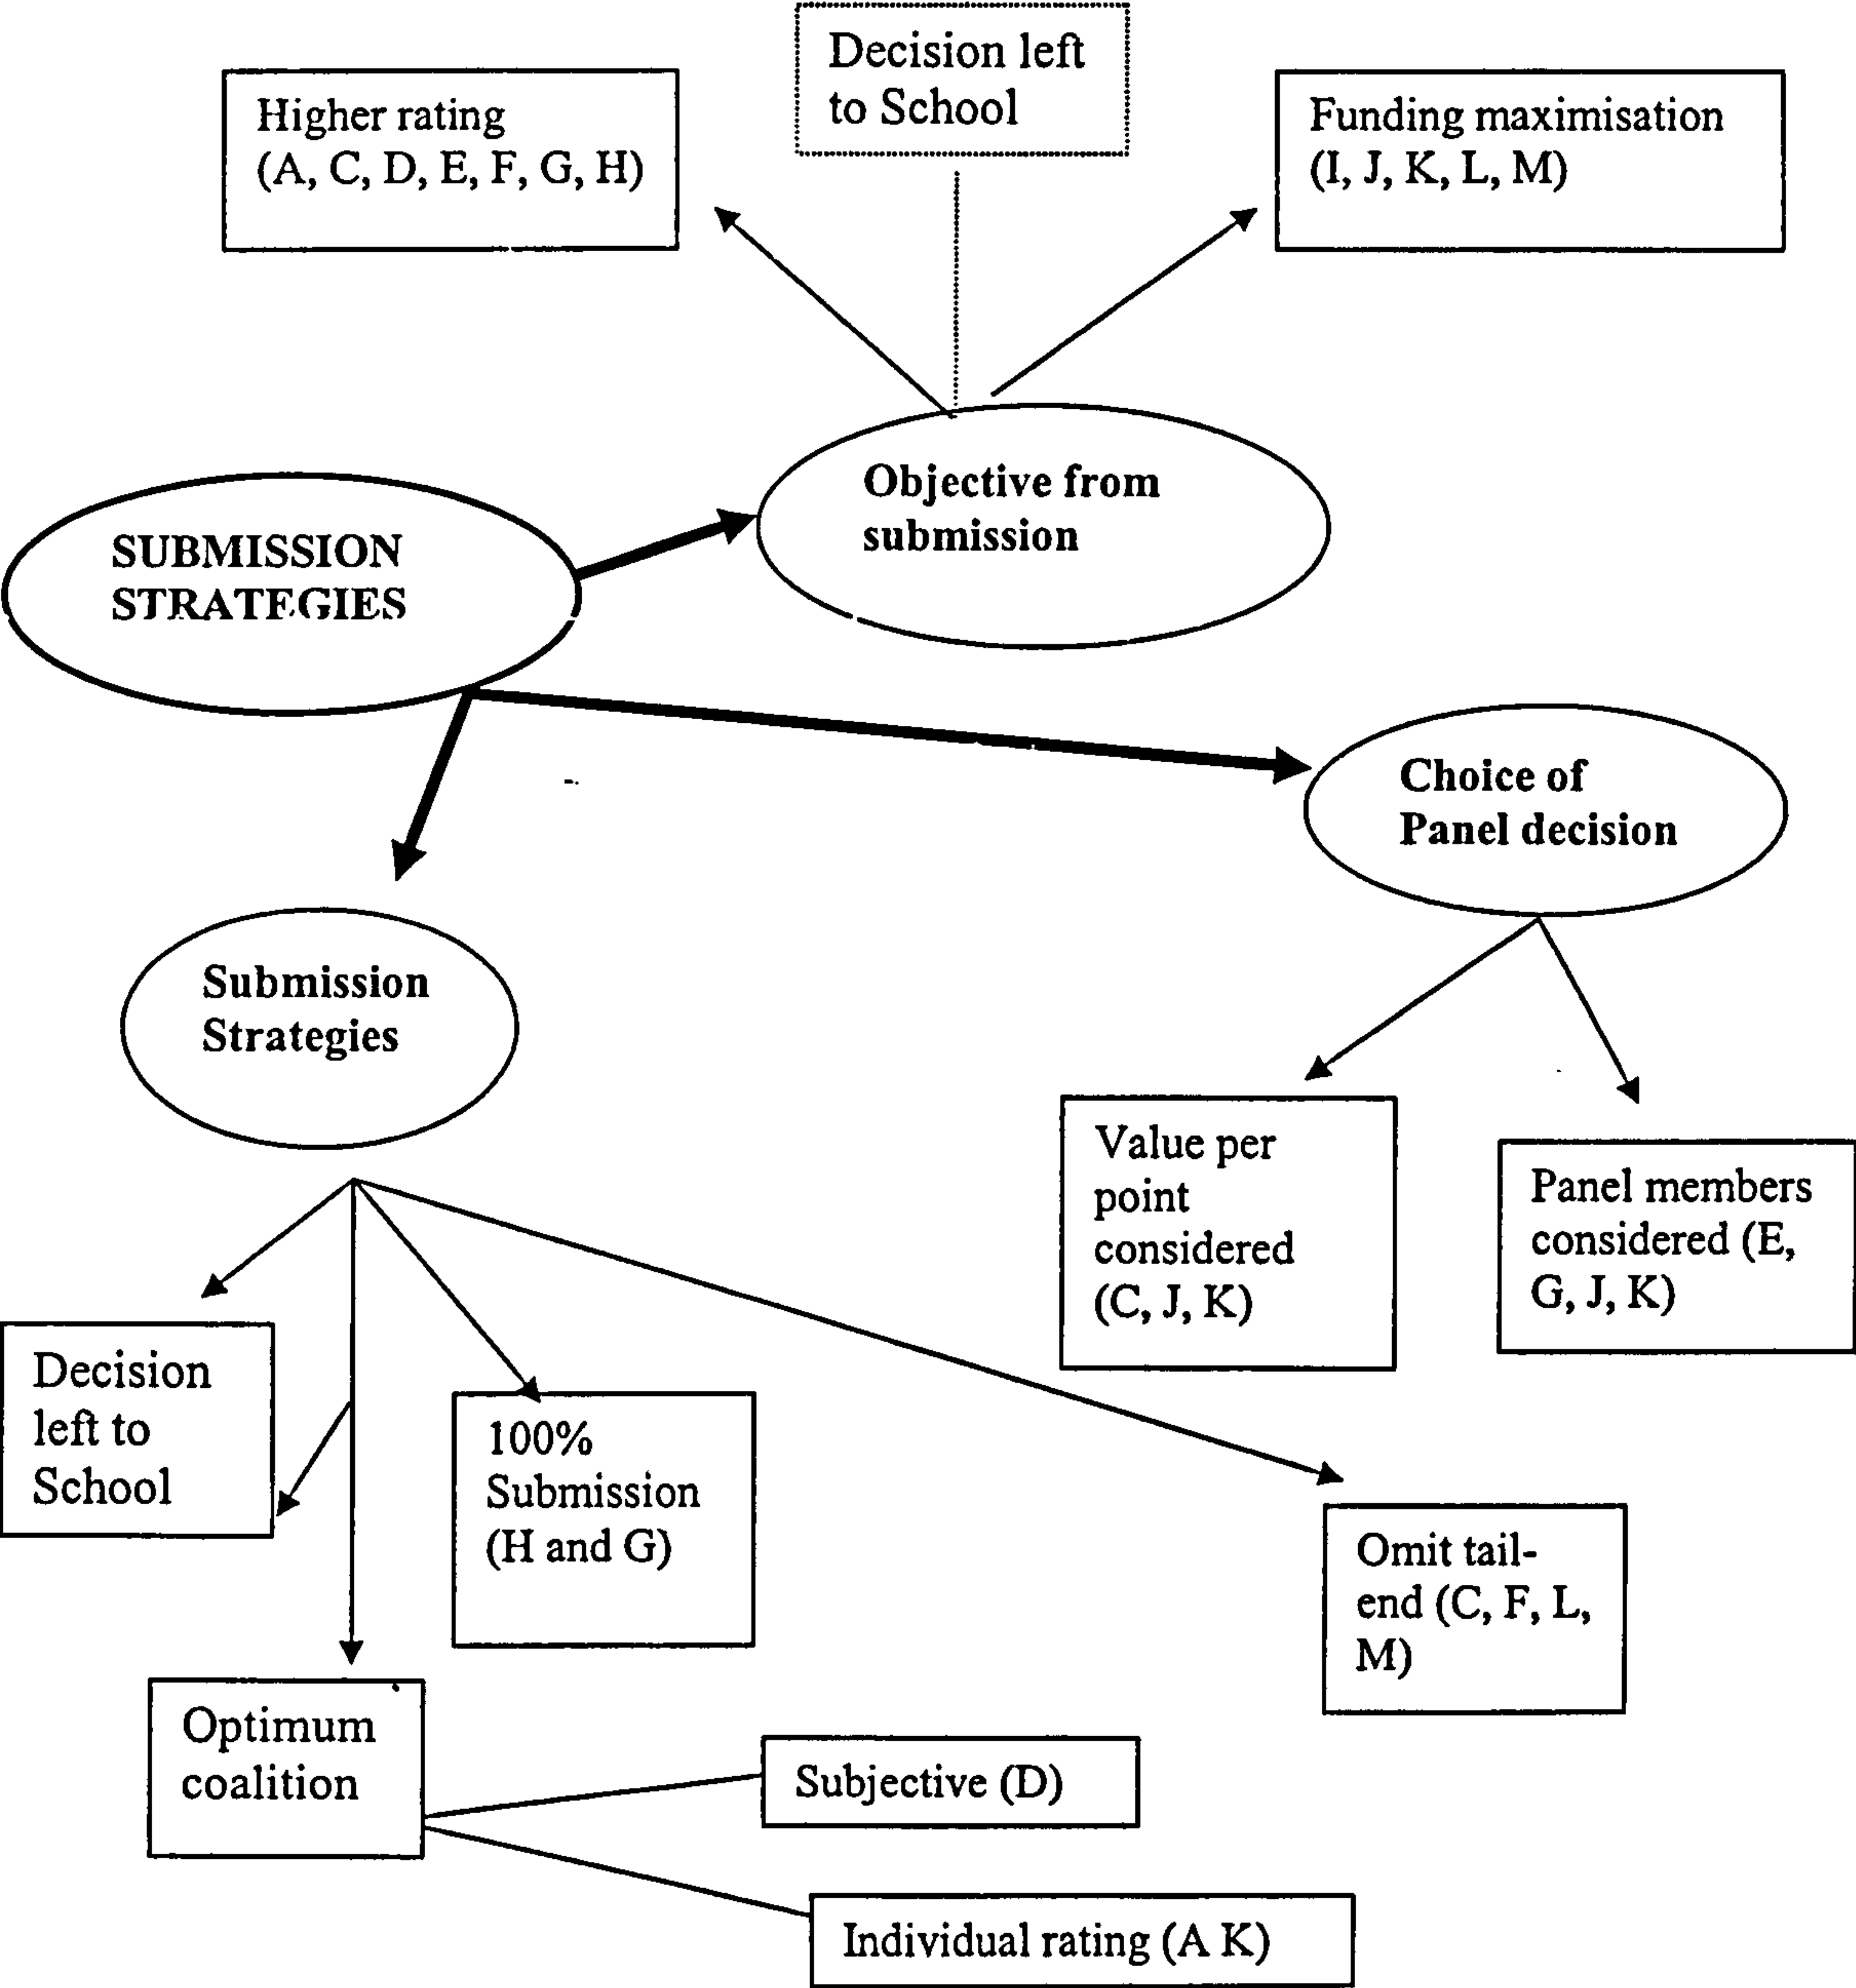 Decision left
to School
Higher rating
(A, C, D, E, F, G, H)
Funding maximisation
(I, J, K, L, M)
Objective from
submission
SUBMISSION
STRATEGIES
Choice of
Panel decision
Submission
Strategies
Value per
point
considered
(C, J, K)
Panel members
considered (E,
G, J, K)
Decision
left to
School
100%
Submission
(H and G)
Omit tail-
end (C, F, L,
M)
Optimum
coalition
Subjective (D)
Individual rating (A K)